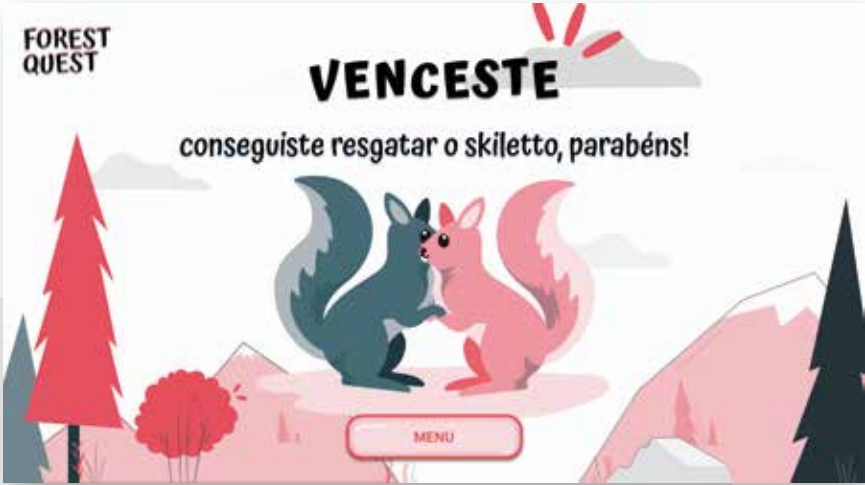 FOREST
QUEST
VENCESTE
conseguiste resgatar o skiletto, parabéns!
MENU